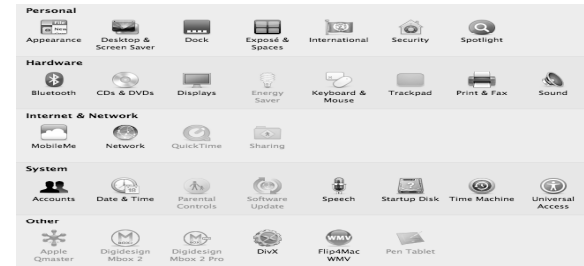 Personal
File
New
Appearance
Desktop & Screen Saver
Dock
Exposé & Spaces
International
Security
Spotlight
Hardware
Bluetooth
CDs & DVDs
Displays
Energy Saver
Keyboard & Mouse
Trackpad
Print & Fax
Sound
Internet & Network
MobileMe
Network
QuickTime
Sharing
System
Accounts
Date & Time
Parental Controls
Software Update
Speech
Startup Disk
Time Machine
Universal Access
Other
Apple Qmaster
Digidesign Mbox 2
Digidesign Mbox 2 Pro
DivX
WMV
Flip4Mac WMV
Pen Tablet